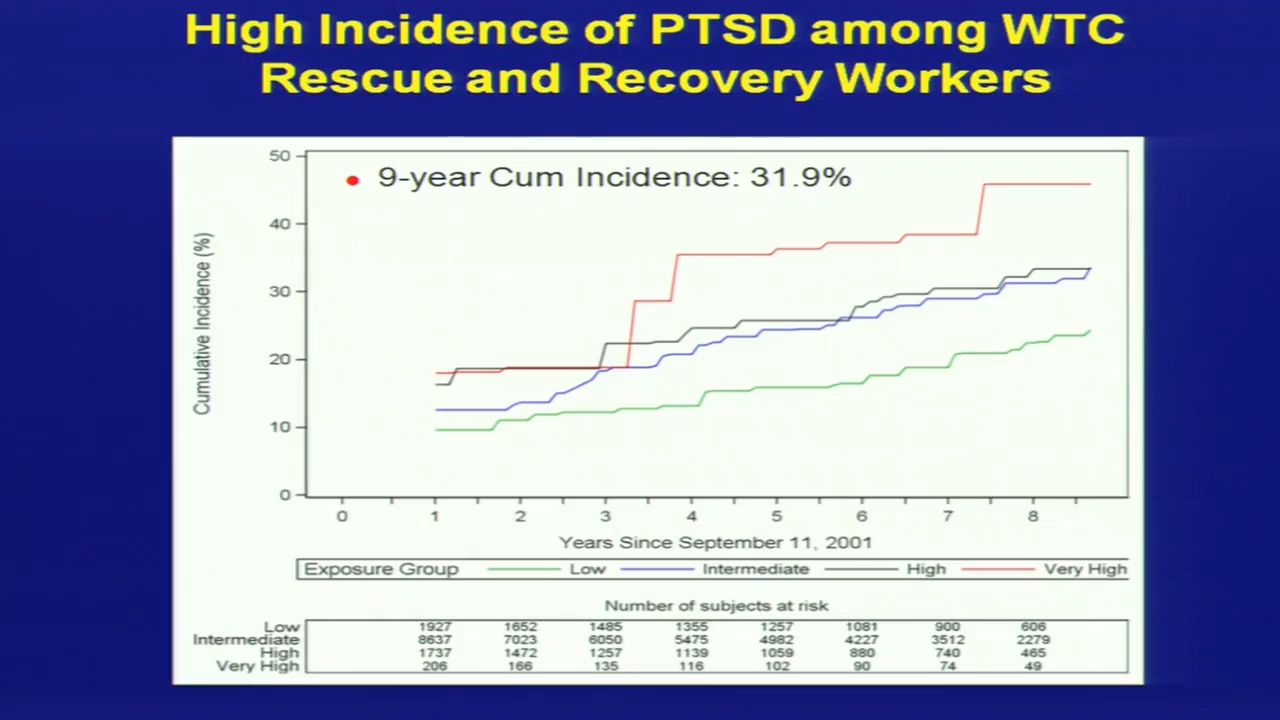 High Incidence of PTSD among WTC
Rescue and Recovery Workers
• 9-year Cum Incidence: 31.9%
Cumulative Incidence (%)
50
40
30
20
10
0
0 1 2 3 4 5 6 7 8
Years Since September 11, 2001
Exposure Group Low Intermediate High Very High
Number of subjects at risk
Low 1927 1652 1485 1355 1257 1081 900 606
Intermediate 8637 7023 6050 5475 4982 4227 3512 2279
High 1737 1472 1257 1139 1059 880 740 465
Very High 206 166 135 116 102 90 74 49